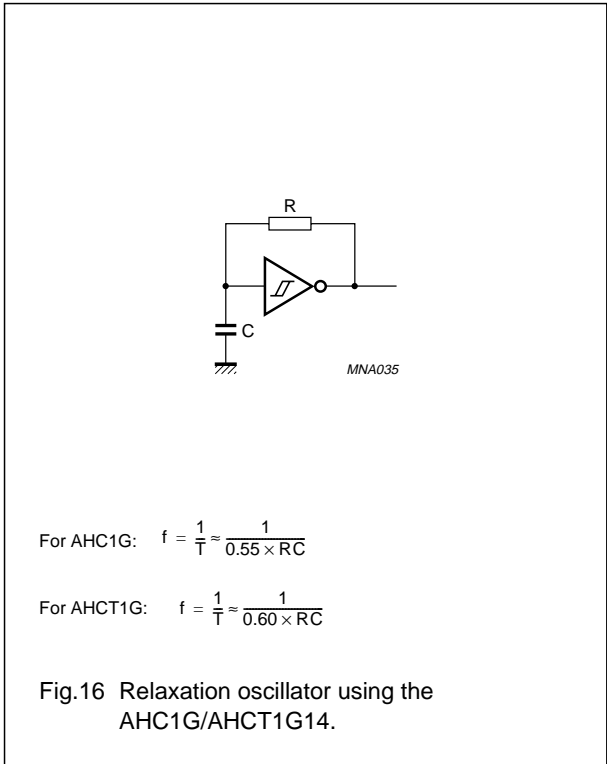 R
C
MNA035
For AHC1G: f = 1/T ≈ 1/(0.55 × RC)
For AHCT1G: f = 1/T ≈ 1/(0.60 × RC)
Fig.16 Relaxation oscillator using the
AHC1G/AHCT1G14.